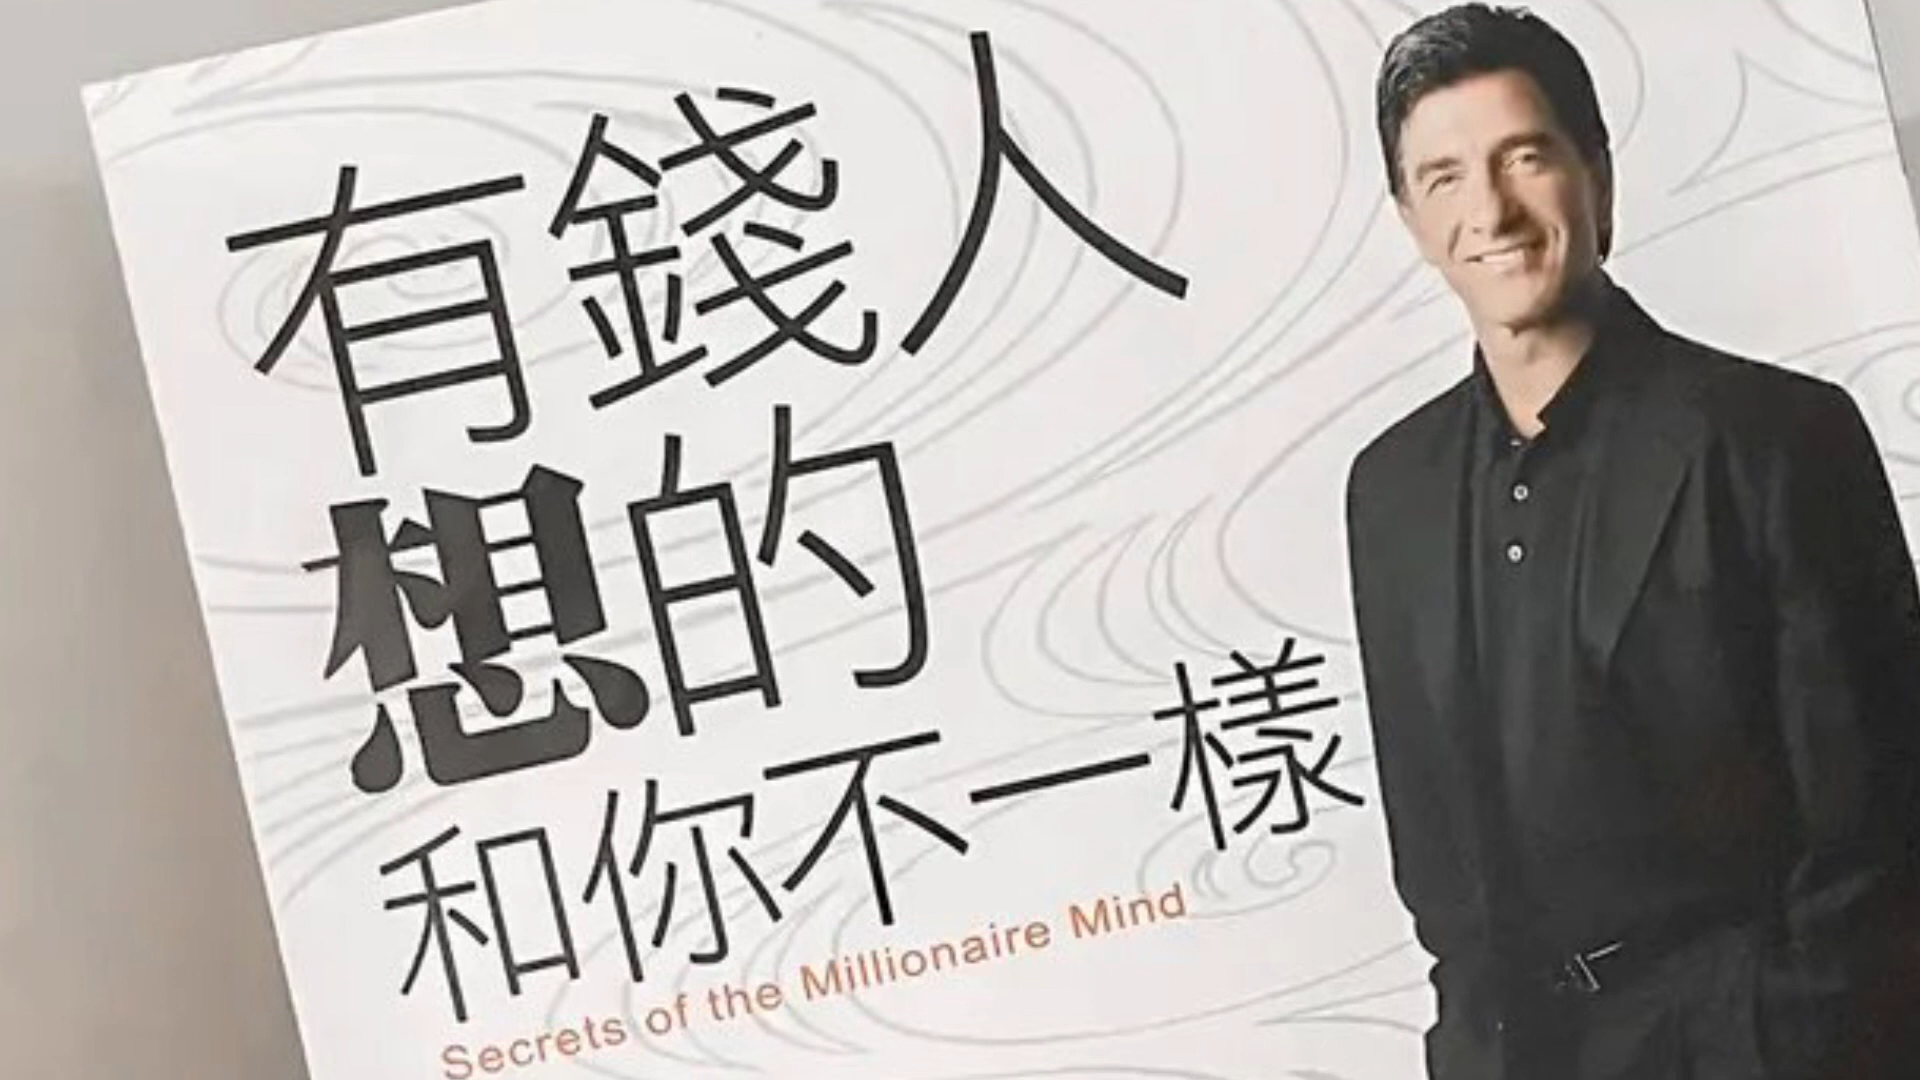 有錢人
想的
和你不一樣
Secrets of the Millionaire Mind